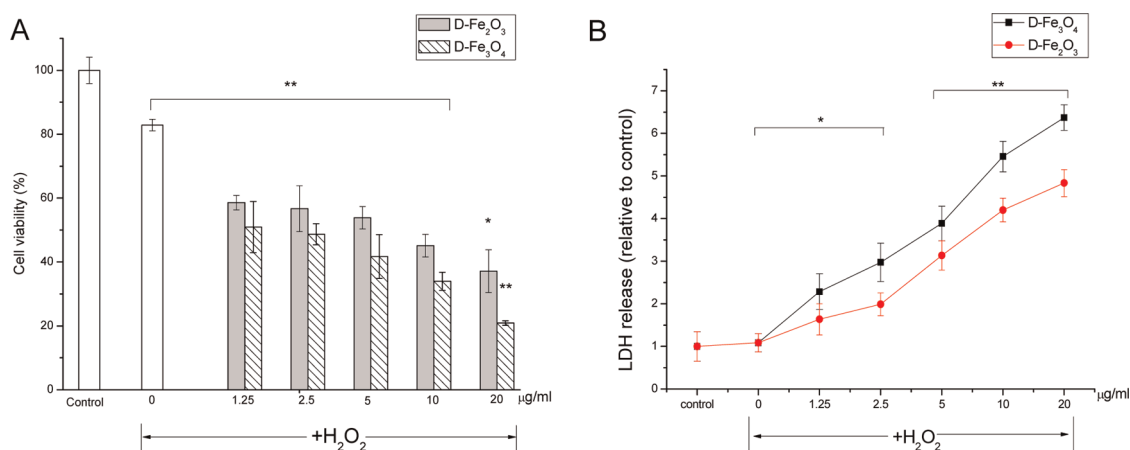 A
D-Fe₂O₃
D-Fe₃O₄
**
*
**
Cell viability (%)
100
80
60
40
20
0
Control
0
1.25
2.5
5
10
20
μg/ml
+H₂O₂
B
D-Fe₃O₄
D-Fe₂O₃
*
**
LDH release (relative to control)
7
6
5
4
3
2
1
0
control
0
1.25
2.5
5
10
20
μg/ml
+H₂O₂